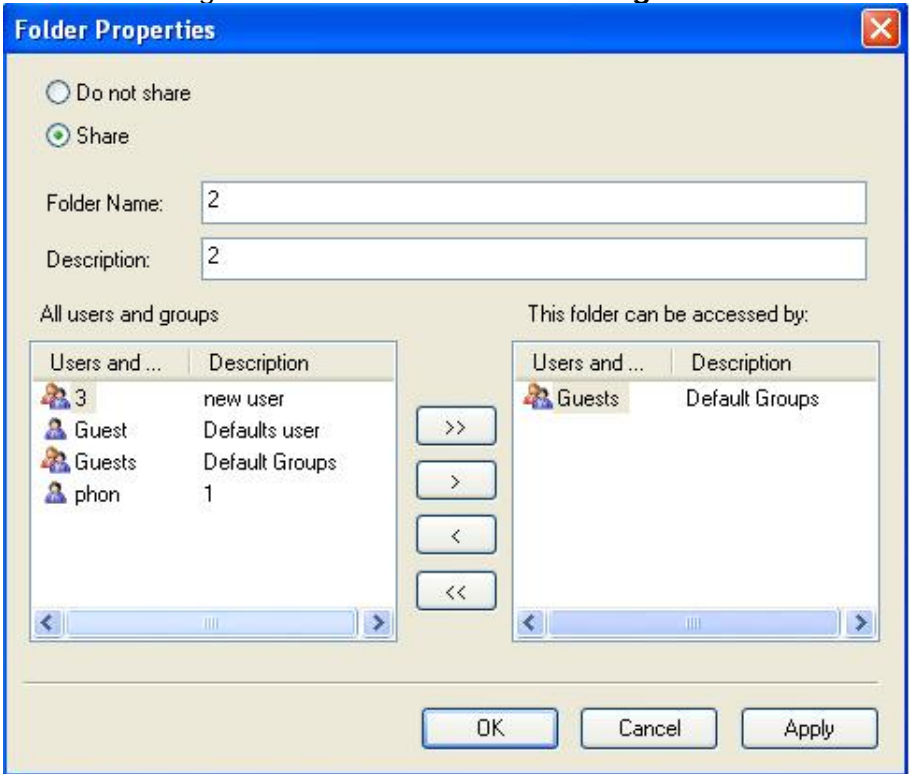 Folder Properties
Do not share
Share
Folder Name: 2
Description: 2
All users and groups
This folder can be accessed by:
Users and ... Description
3 new user
Guest Defaults user
Guests Default Groups
phon 1
Users and ... Description
Guests Default Groups
>>
>
<
<<
OK Cancel Apply